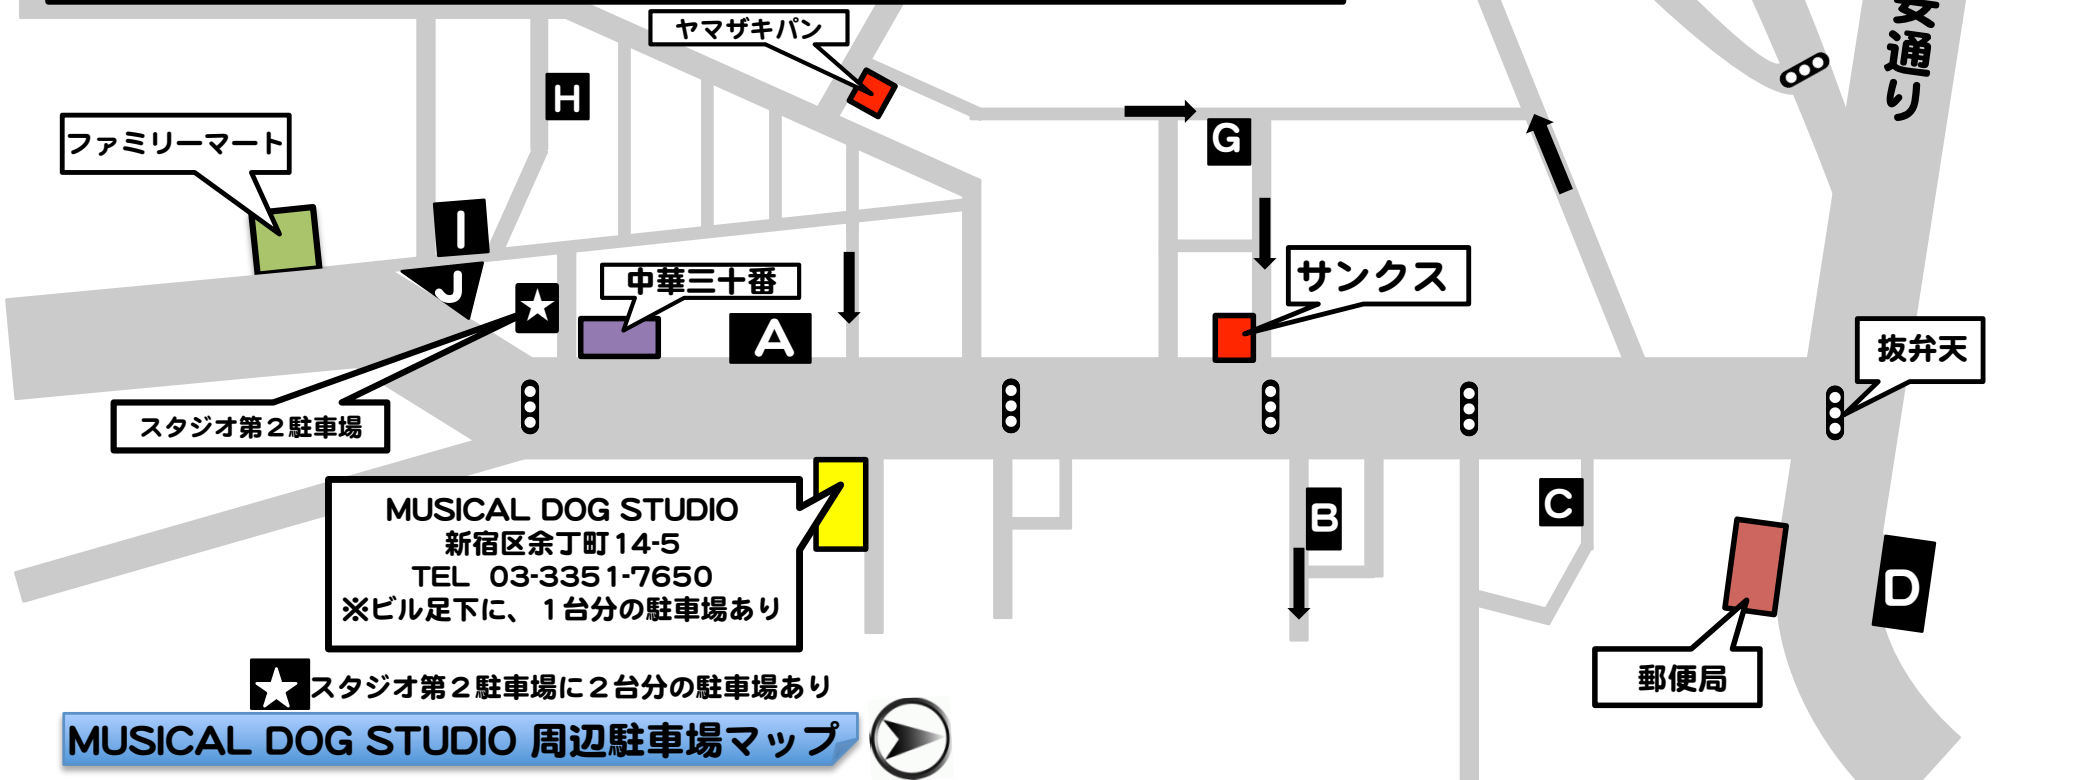 ヤマザキパン
安通り
H
ファミリーマート
G
I
J
中華三十番
A
サンクス
抜弁天
スタジオ第２駐車場
MUSICAL DOG STUDIO
新宿区余丁町14-5
TEL 03-3351-7650
※ビル足下に、１台分の駐車場あり
B
C
D
郵便局
スタジオ第２駐車場に２台分の駐車場あり
MUSICAL DOG STUDIO 周辺駐車場マップ